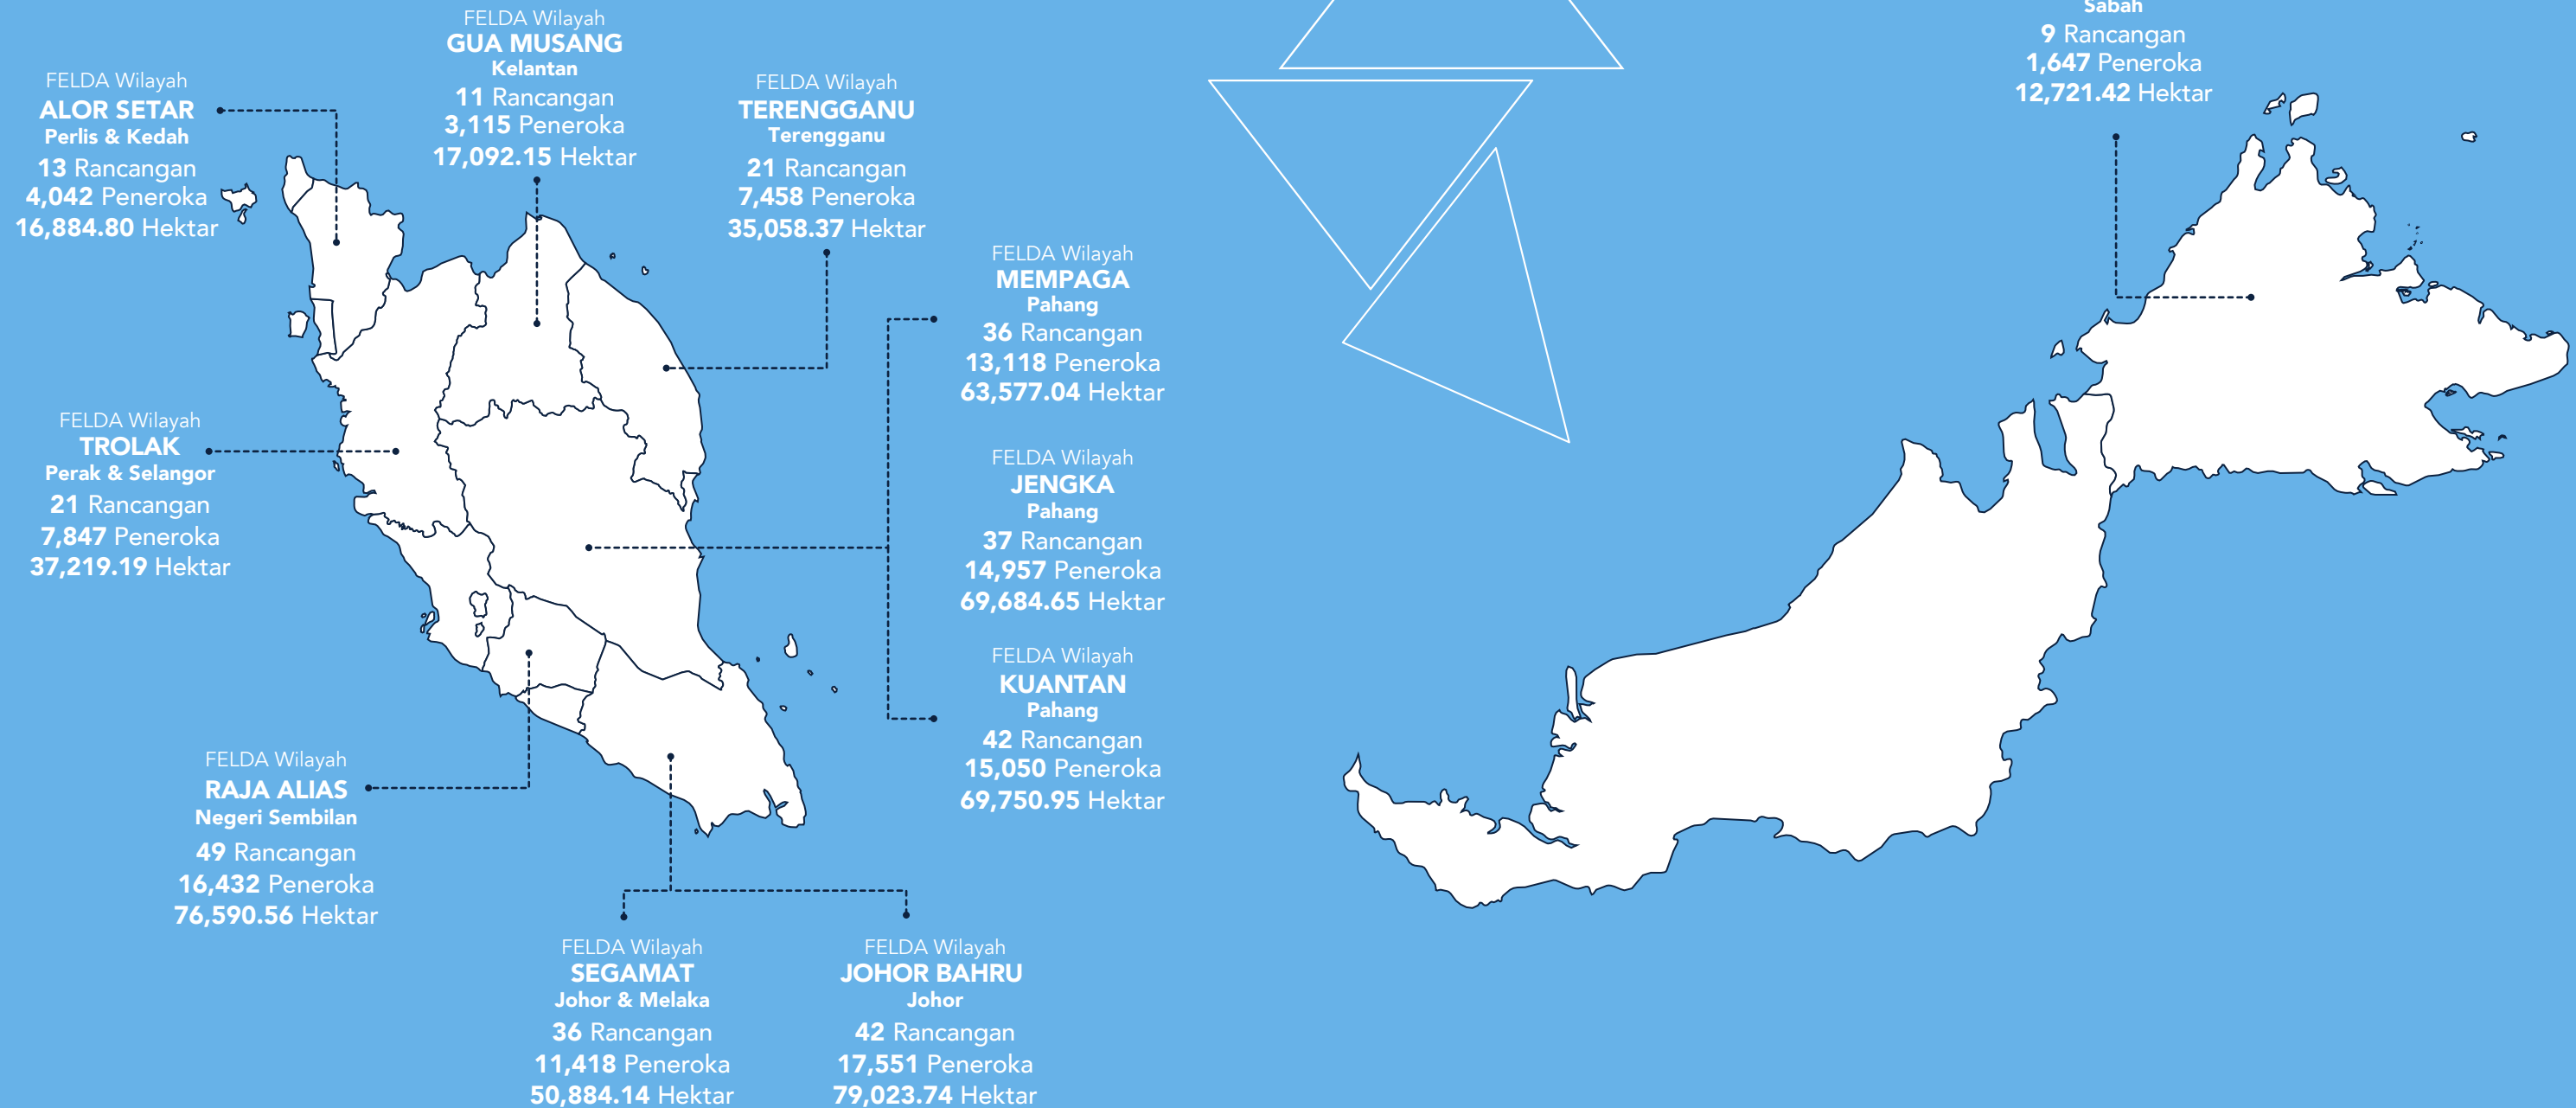 FELDA Wilayah
ALOR SETAR
Perlis & Kedah
13 Rancangan
4,042 Peneroka
16,884.80 Hektar
FELDA Wilayah
GUA MUSANG
Kelantan
11 Rancangan
3,115 Peneroka
17,092.15 Hektar
FELDA Wilayah
TERENGGANU
Terengganu
21 Rancangan
7,458 Peneroka
35,058.37 Hektar
FELDA Wilayah
MEMPAGA
Pahang
36 Rancangan
13,118 Peneroka
63,577.04 Hektar
FELDA Wilayah
JENGKA
Pahang
37 Rancangan
14,957 Peneroka
69,684.65 Hektar
FELDA Wilayah
KUANTAN
Pahang
42 Rancangan
15,050 Peneroka
69,750.95 Hektar
FELDA Wilayah
TROLAK
Perak & Selangor
21 Rancangan
7,847 Peneroka
37,219.19 Hektar
FELDA Wilayah
RAJA ALIAS
Negeri Sembilan
49 Rancangan
16,432 Peneroka
76,590.56 Hektar
FELDA Wilayah
SEGAMAT
Johor & Melaka
36 Rancangan
11,418 Peneroka
50,884.14 Hektar
FELDA Wilayah
JOHOR BAHRU
Johor
42 Rancangan
17,551 Peneroka
79,023.74 Hektar
Sabah
9 Rancangan
1,647 Peneroka
12,721.42 Hektar